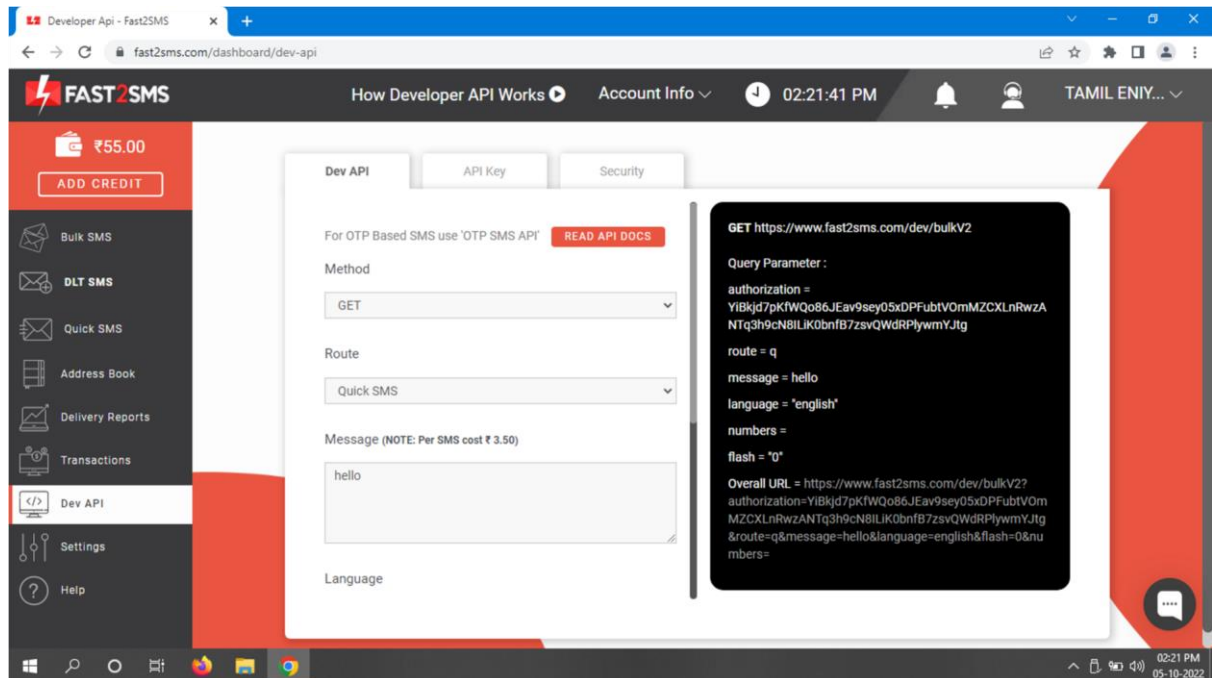 Developer Api - Fast2SMS
fast2sms.com/dashboard/dev-api
FAST2SMS
How Developer API Works
Account Info
02:21:41 PM
TAMIL ENIY...
₹55.00
ADD CREDIT
Bulk SMS
DLT SMS
Quick SMS
Address Book
Delivery Reports
Transactions
Dev API
Settings
Help
Dev API
API Key
Security
For OTP Based SMS use 'OTP SMS API'
READ API DOCS
Method
GET
Route
Quick SMS
Message (NOTE: Per SMS cost ₹ 3.50)
hello
Language
GET https://www.fast2sms.com/dev/bulkV2
Query Parameter :
authorization =
YiBkjd7pKfWQo86JEav9sey05xDPFubtVOmMZCXLnRwzA
NTq3h9cN8ILiK0bnfB7zsvQWdRPlywmYJtg
route = q
message = hello
language = "english"
numbers =
flash = "0"
Overall URL = https://www.fast2sms.com/dev/bulkV2?
authorization=YiBkjd7pKfWQo86JEav9sey05xDPFubtVOm
MZCXLnRwzANTq3h9cN8ILiK0bnfB7zsvQWdRPlywmYJtg
&route=q&message=hello&language=english&flash=0&nu
mbers=
02:21 PM
05-10-2022